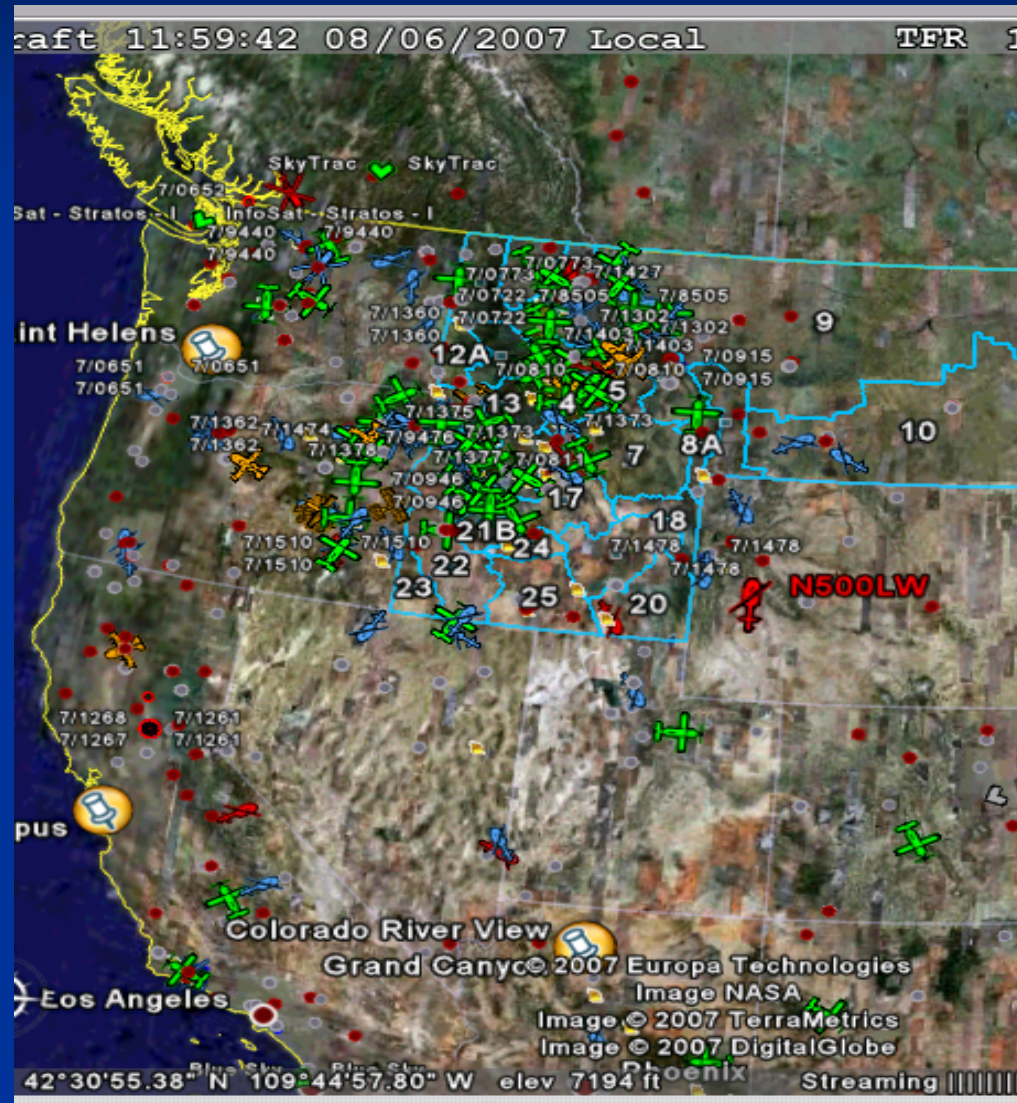 raft 11:59:42 08/06/2007 Local TFR 1
SkyTrac SkyTrac
7/0652
Sat - Stratos - I InfoSat - Stratos - I
7/9440 7/9440
7/9440
7/0773 7/1427
7/0773
7/0722 7/8505 7/8505
7/1360 7/0722 7/1302
7/1360 7/1403 7/1302
7/1403
9
int Helens
12A
7/0651 7/0651
7/0651
7/0810 7/0810
7/0915
7/0915
13 4 5
7/1375 7/1373
7/1362 7/1474 7/9476 7/1373
7/1362 7/1378 7/1377 7/0811
7 8A 10
7/0946
7/0946
17
18
21B
24
7/1510 7/1510
7/1510
7/1478 7/1478
7/1478
22
23 25 20
N500LW
7/1268 7/1261
7/1267 7/1261
pus
Colorado River View
Grand Canyo
© 2007 Europa Technologies
Image NASA
Los Angeles
Image © 2007 TerraMetrics
Image © 2007 DigitalGlobe
Blue Sky Blue Sky
Phoenix
42°30'55.38" N 109°44'57.80" W elev 7194 ft Streaming ||||||||